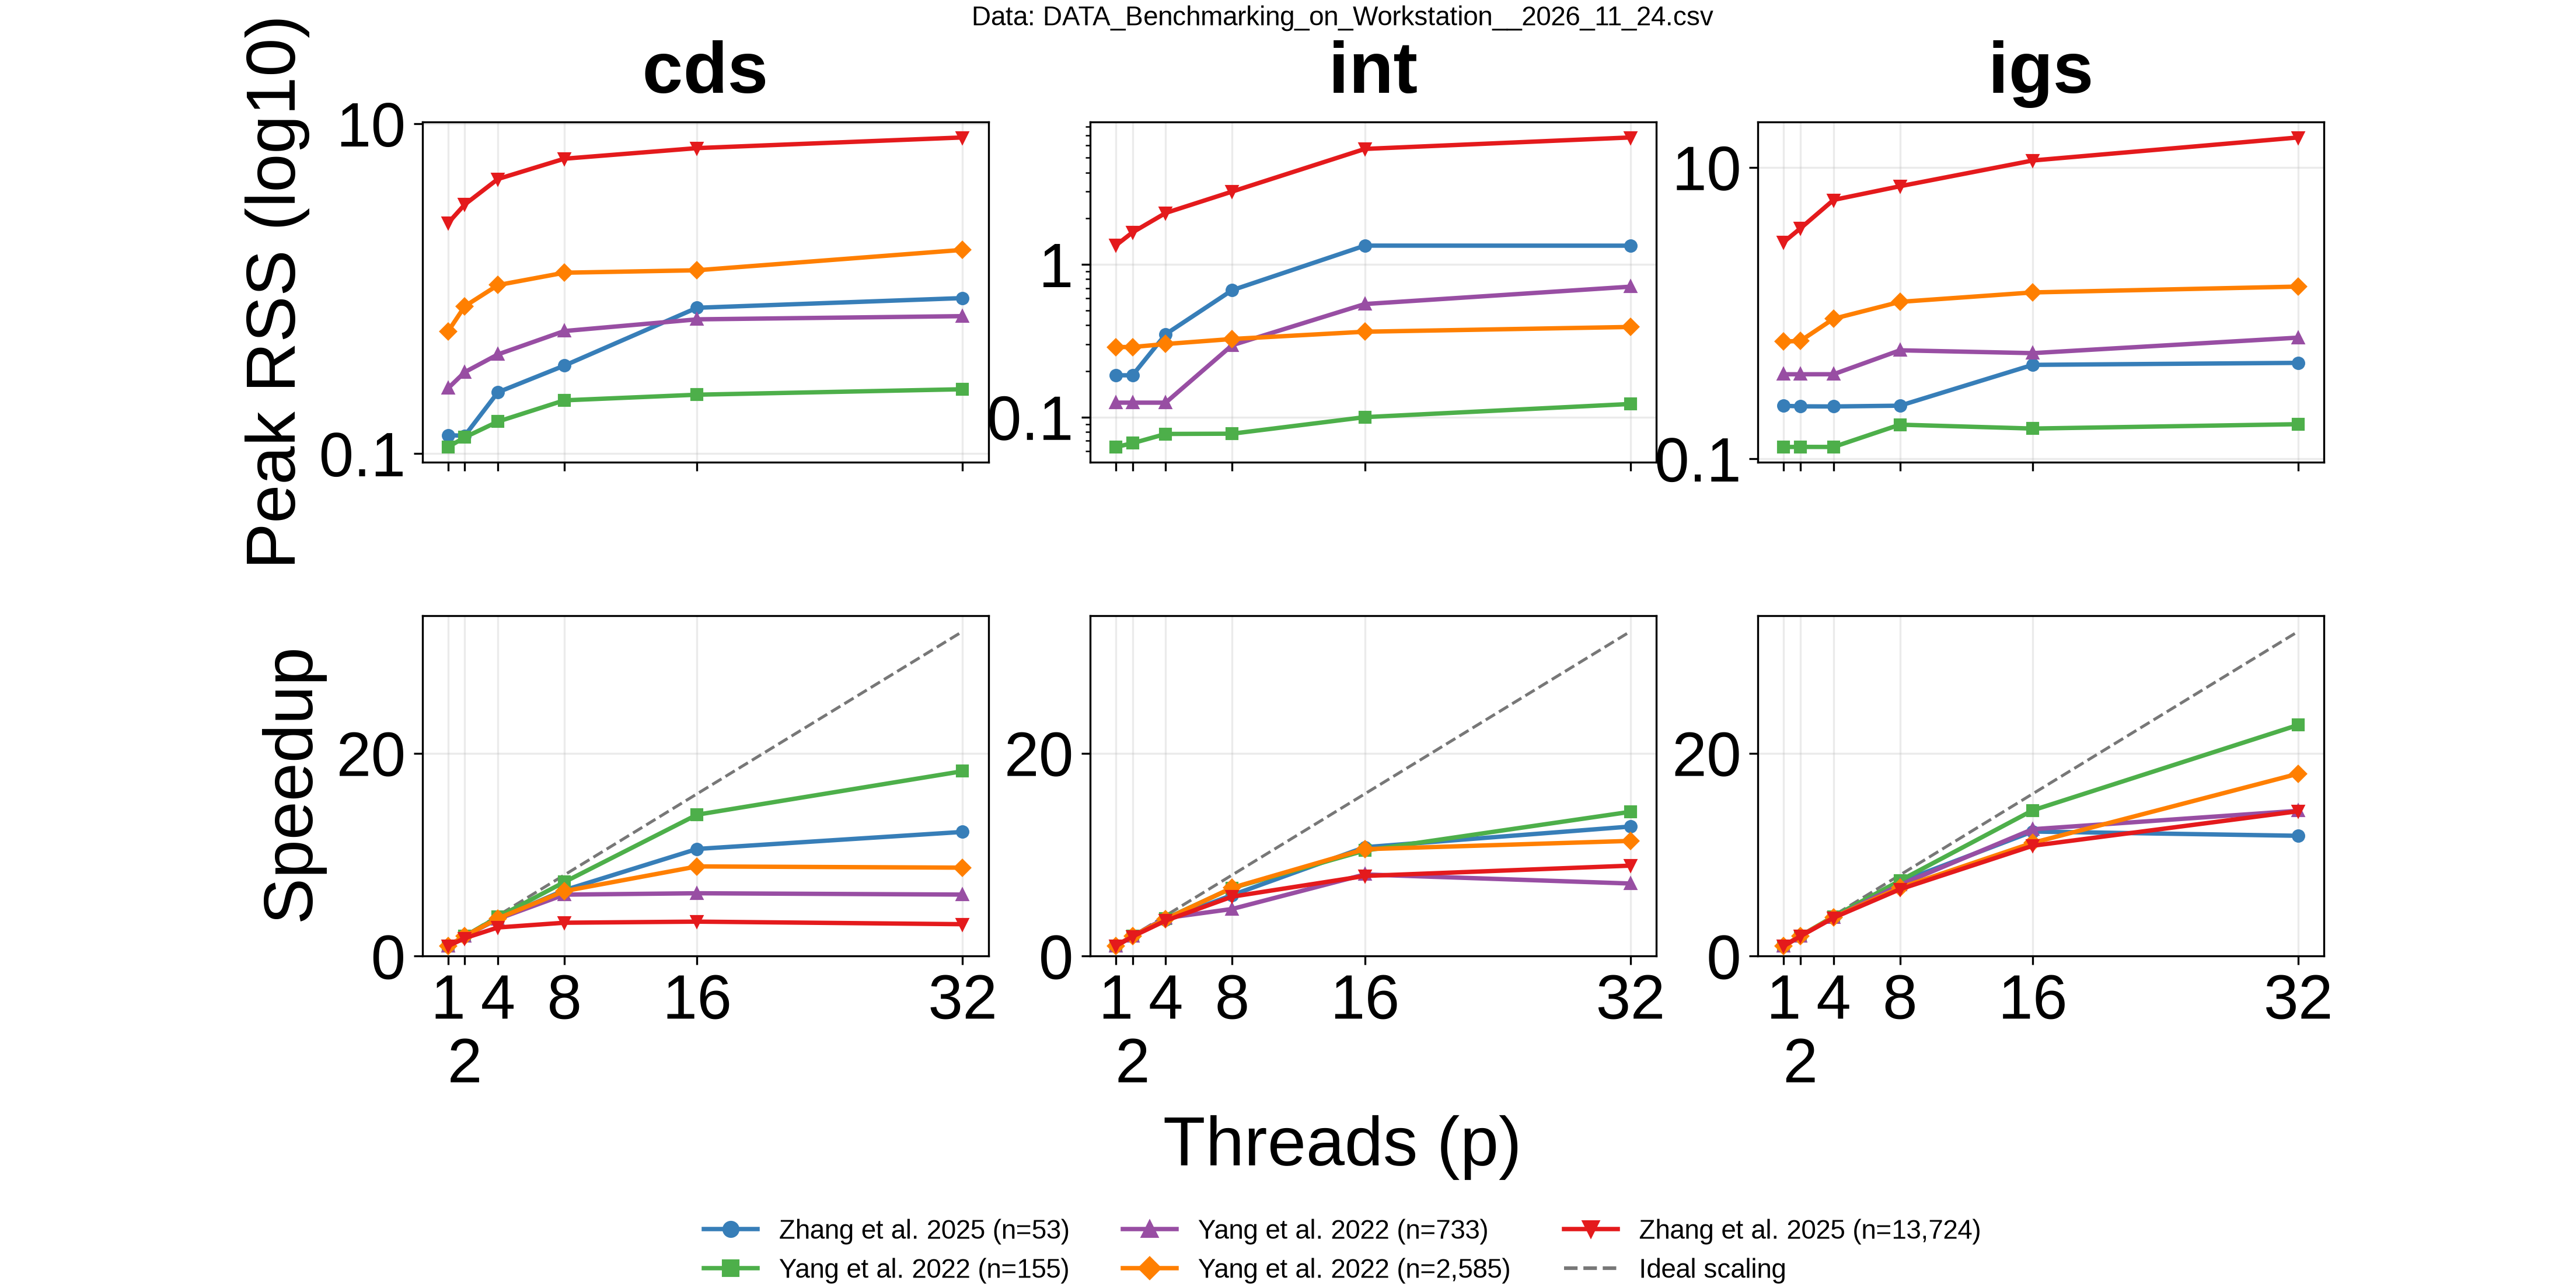 Data: DATA_Benchmarking_on_Workstation__2026_11_24.csv
cds
int
igs
Peak RSS (log10)
10
0.1
1
0.1
10
0.1
Speedup
20
0
20
0
20
0
1 4 8 16 32
2
1 4 8 16 32
2
1 4 8 16 32
2
Threads (p)
Zhang et al. 2025 (n=53)
Yang et al. 2022 (n=155)
Yang et al. 2022 (n=733)
Yang et al. 2022 (n=2,585)
Zhang et al. 2025 (n=13,724)
Ideal scaling